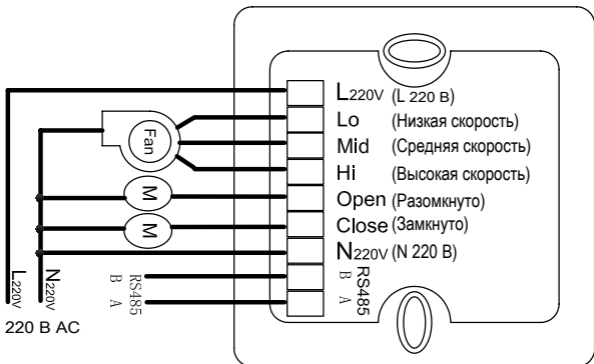 L220V (L 220 В)
Lo (Низкая скорость)
Mid (Средняя скорость)
Hi (Высокая скорость)
Open (Разомкнуто)
Close (Замкнуто)
N220V (N 220 В)
B A RS485
Fan
M
M
B A RS485
L220V N220V
220 В AC